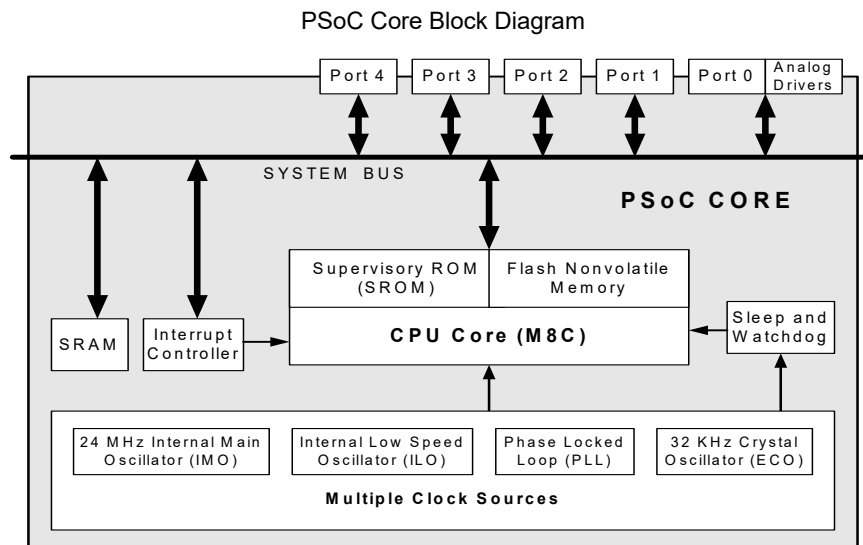 PSoC Core Block Diagram
Port 4
Port 3
Port 2
Port 1
Port 0
Analog
Drivers
SYSTEM BUS
PSoC CORE
Supervisory ROM
(SROM)
Flash Nonvolatile
Memory
CPU Core (M8C)
SRAM
Interrupt
Controller
Sleep and
Watchdog
24 MHz Internal Main
Oscillator (IMO)
Internal Low Speed
Oscillator (ILO)
Phase Locked
Loop (PLL)
32 KHz Crystal
Oscillator (ECO)
Multiple Clock Sources